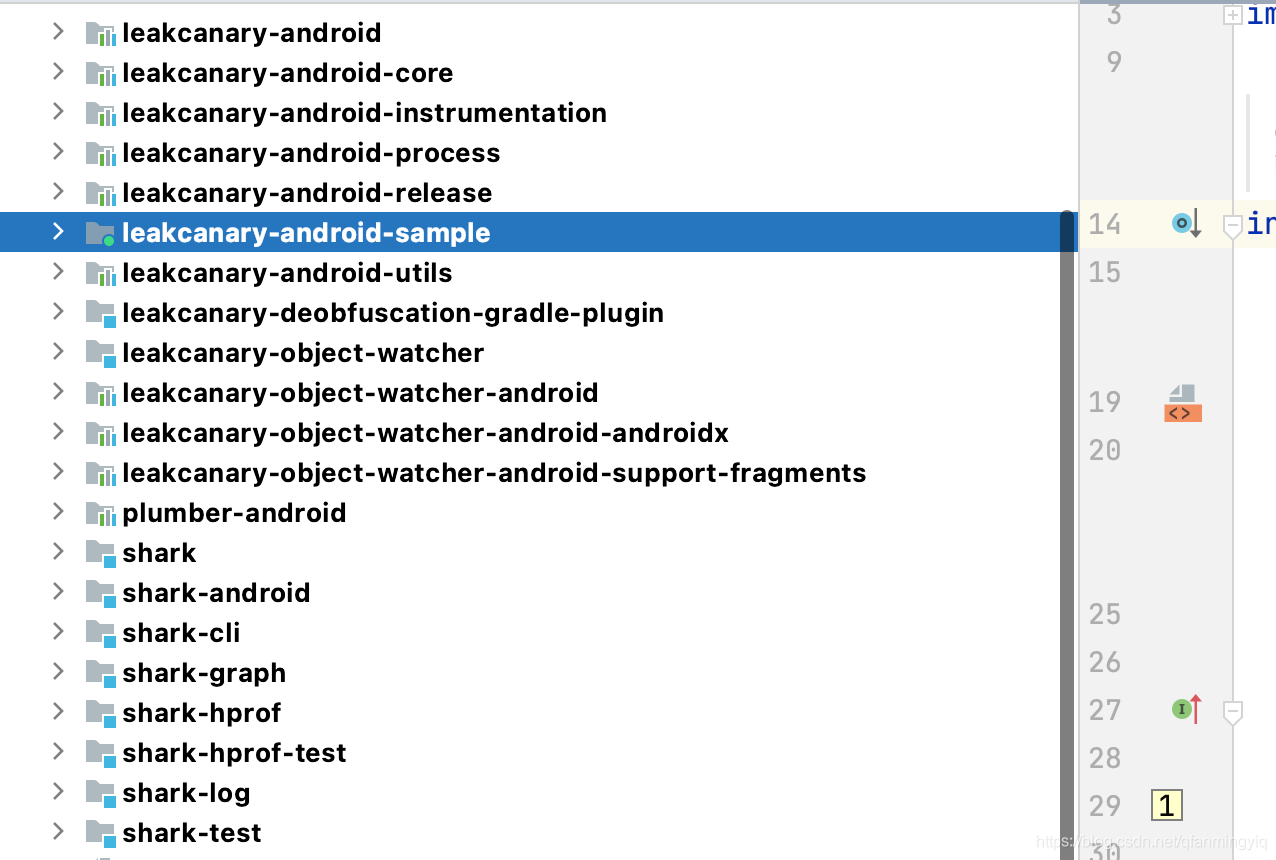 leakcanary-android
leakcanary-android-core
leakcanary-android-instrumentation
leakcanary-android-process
leakcanary-android-release
leakcanary-android-sample
leakcanary-android-utils
leakcanary-deobfuscation-gradle-plugin
leakcanary-object-watcher
leakcanary-object-watcher-android
leakcanary-object-watcher-android-androidx
leakcanary-object-watcher-android-support-fragments
plumber-android
shark
shark-android
shark-cli
shark-graph
shark-hprof
shark-hprof-test
shark-log
shark-test
3 im
9
14 in
15
19
20
25
26
27
28
29 1
30
https://blog.csdn.net/qfanmingyiq